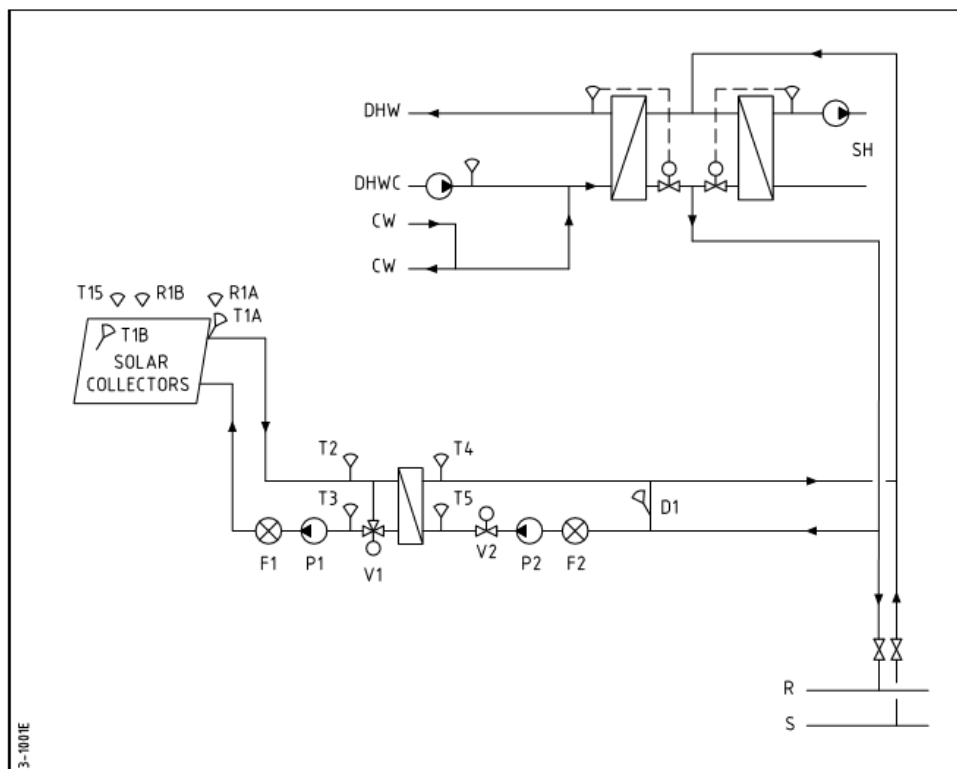 DHW
SH
DHWC
CW
CW
T15 R1B R1A
T1A
T1B
SOLAR
COLLECTORS
T2 T4
T3 T5 D1
F1 P1 V1 V2 P2 F2
R
S
3-1001E